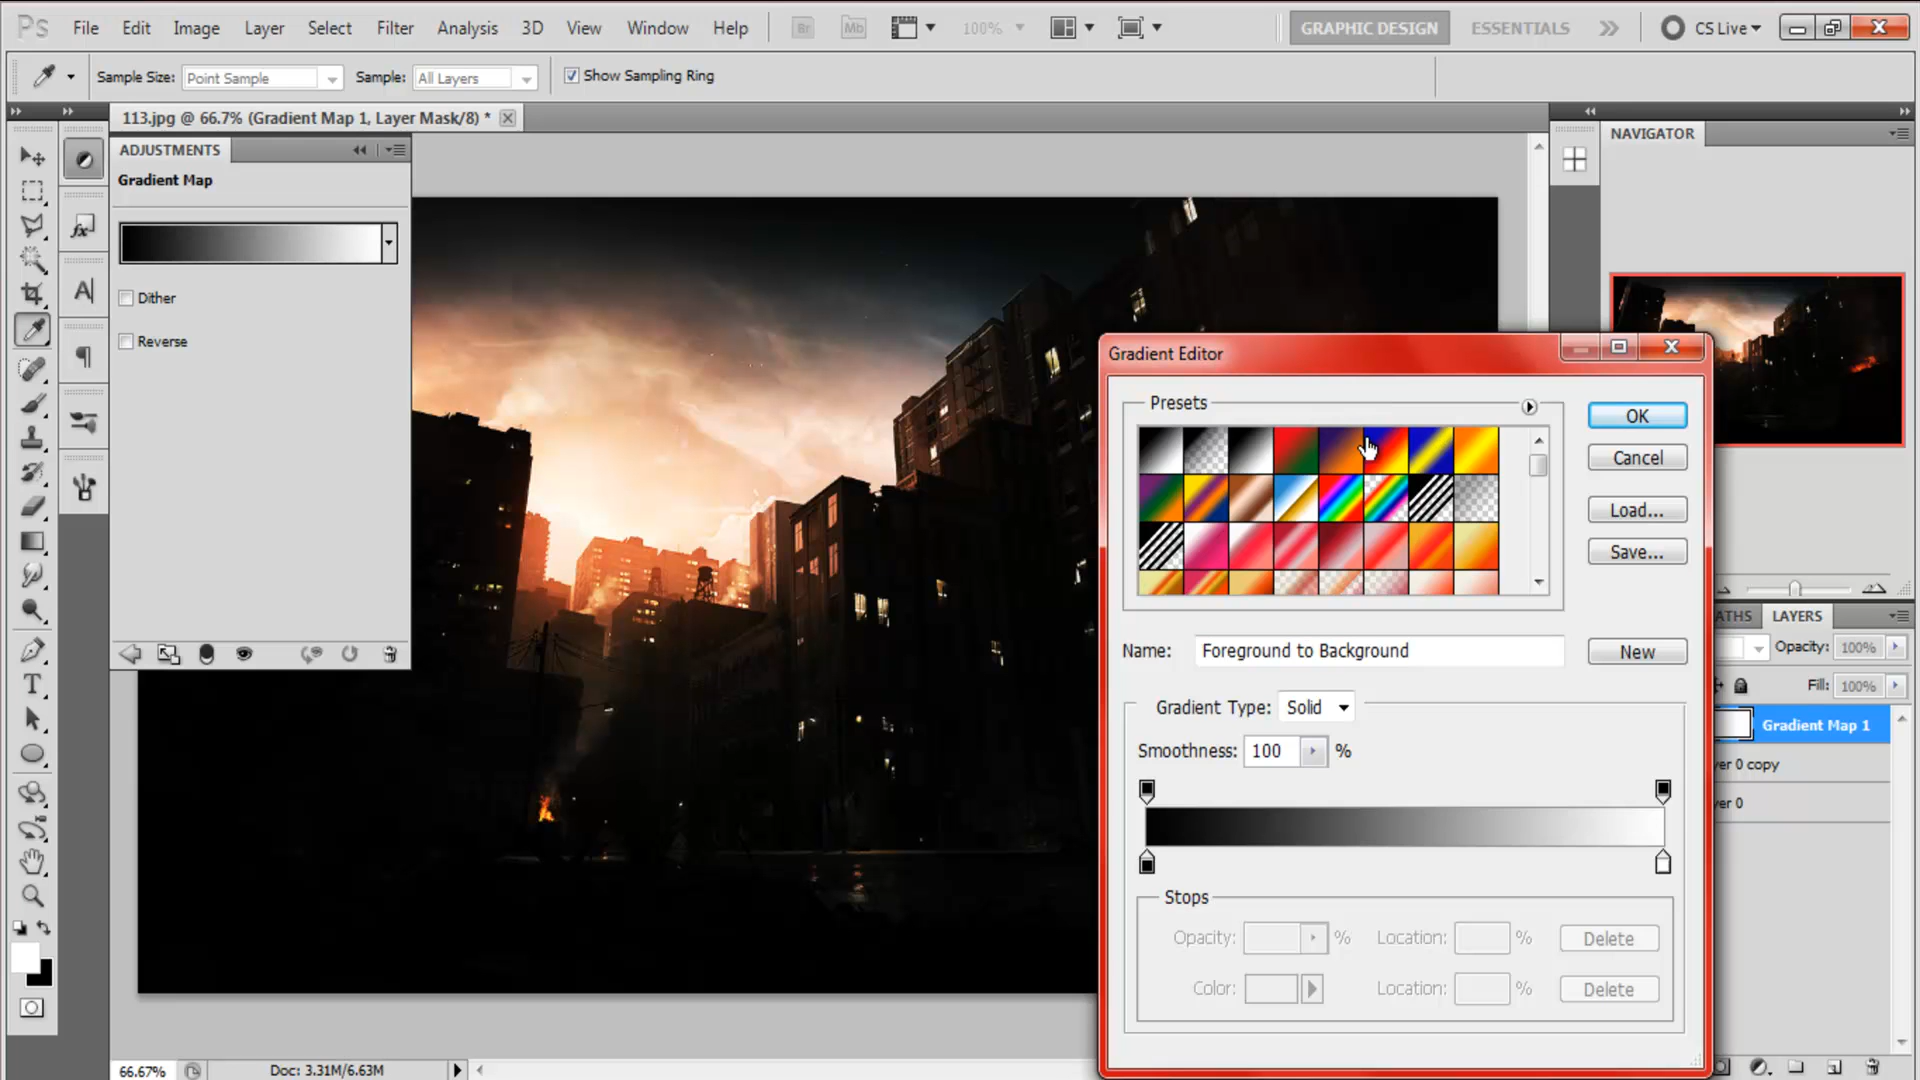 Ps File Edit Image Layer Select Filter Analysis 3D View Window Help Br Mb 100% GRAPHIC DESIGN ESSENTIALS CS Live
Sample Size: Point Sample Sample: All Layers Show Sampling Ring
113.jpg @ 66.7% (Gradient Map 1, Layer Mask/8) *
NAVIGATOR
ADJUSTMENTS
Gradient Map
Dither
Reverse
Gradient Editor
Presets
OK
Cancel
Load...
Save...
Name: Foreground to Background
New
Gradient Type: Solid
Smoothness: 100 %
Stops
Opacity: % Location: % Delete
Color: Location: % Delete
ATHS LAYERS
Opacity: 100%
Fill: 100%
Gradient Map 1
er 0 copy
er 0
66.67% Doc: 3.31M/6.63M